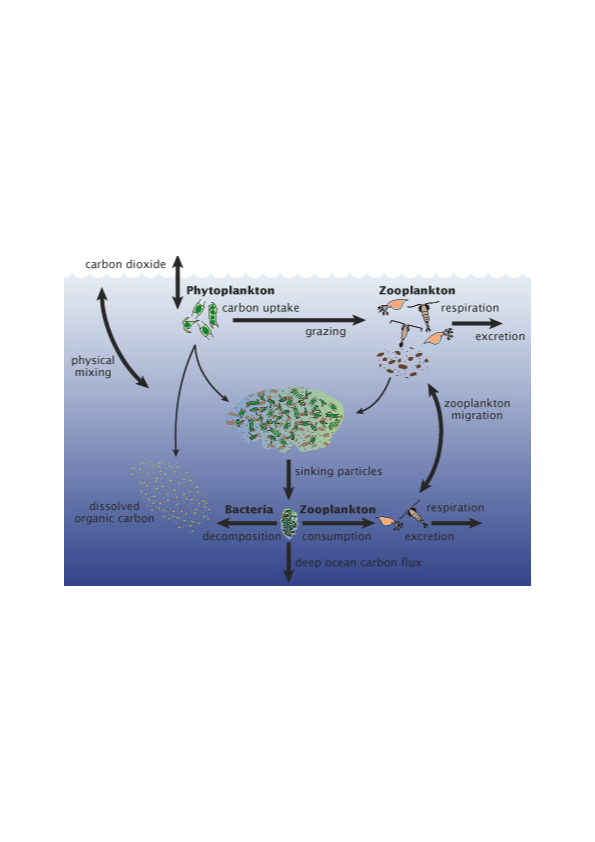 carbon dioxide
Phytoplankton
carbon uptake
grazing
Zooplankton
respiration
excretion
physical
mixing
zooplankton
migration
sinking particles
dissolved
organic carbon
Bacteria
decomposition
Zooplankton
consumption
respiration
excretion
deep ocean carbon flux